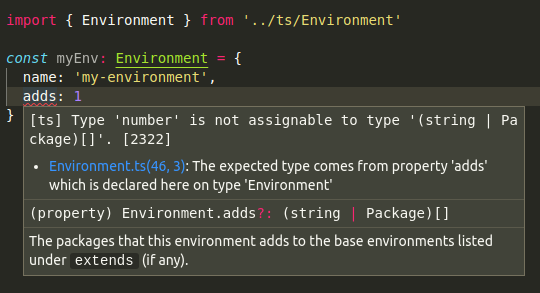 import { Environment } from '../ts/Environment'
const myEnv: Environment = {
name: 'my-environment',
adds: 1
}
[ts] Type 'number' is not assignable to type '(string | Pa
ckage)[]'. [2322]
• Environment.ts(46, 3): The expected type comes from property 'adds'
which is declared here on type 'Environment'
(property) Environment.adds?: (string | Package)[]
The packages that this environment adds to the base environments listed
under extends (if any).